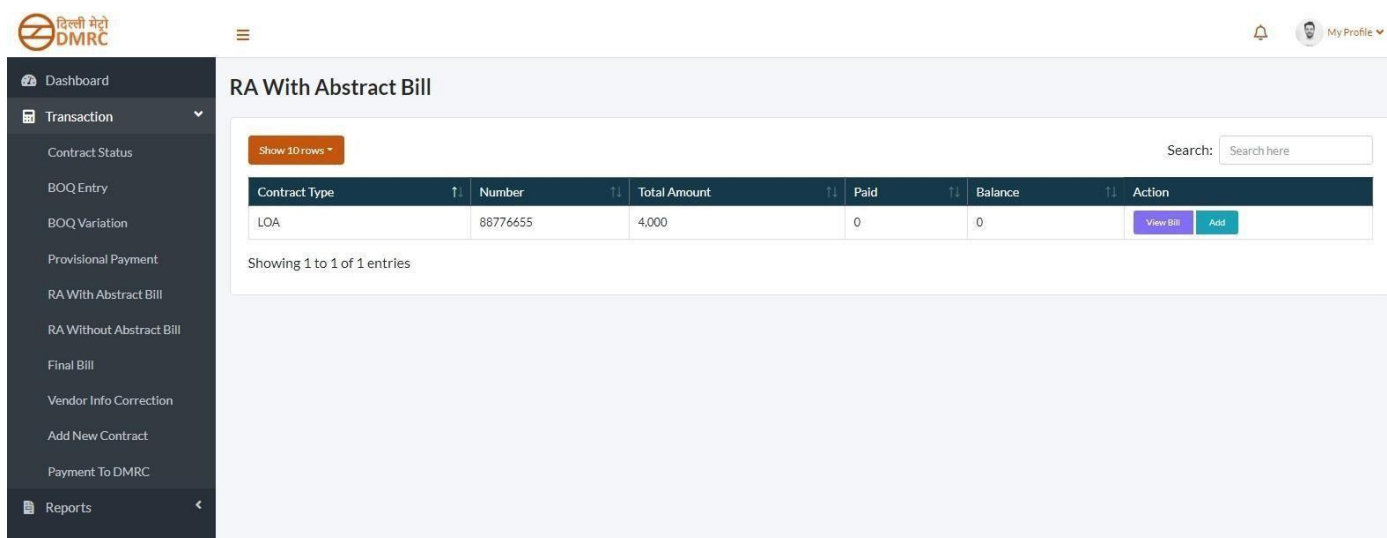 दिल्ली मेट्रो
DMRC
My Profile
Dashboard
Transaction
Contract Status
BOQ Entry
BOQ Variation
Provisional Payment
RA With Abstract Bill
RA Without Abstract Bill
Final Bill
Vendor Info Correction
Add New Contract
Payment To DMRC
Reports
RA With Abstract Bill
Show 10 rows
Search: Search here
Contract Type Number Total Amount Paid Balance Action
LOA 88776655 4,000 0 0 View Bill Add
Showing 1 to 1 of 1 entries